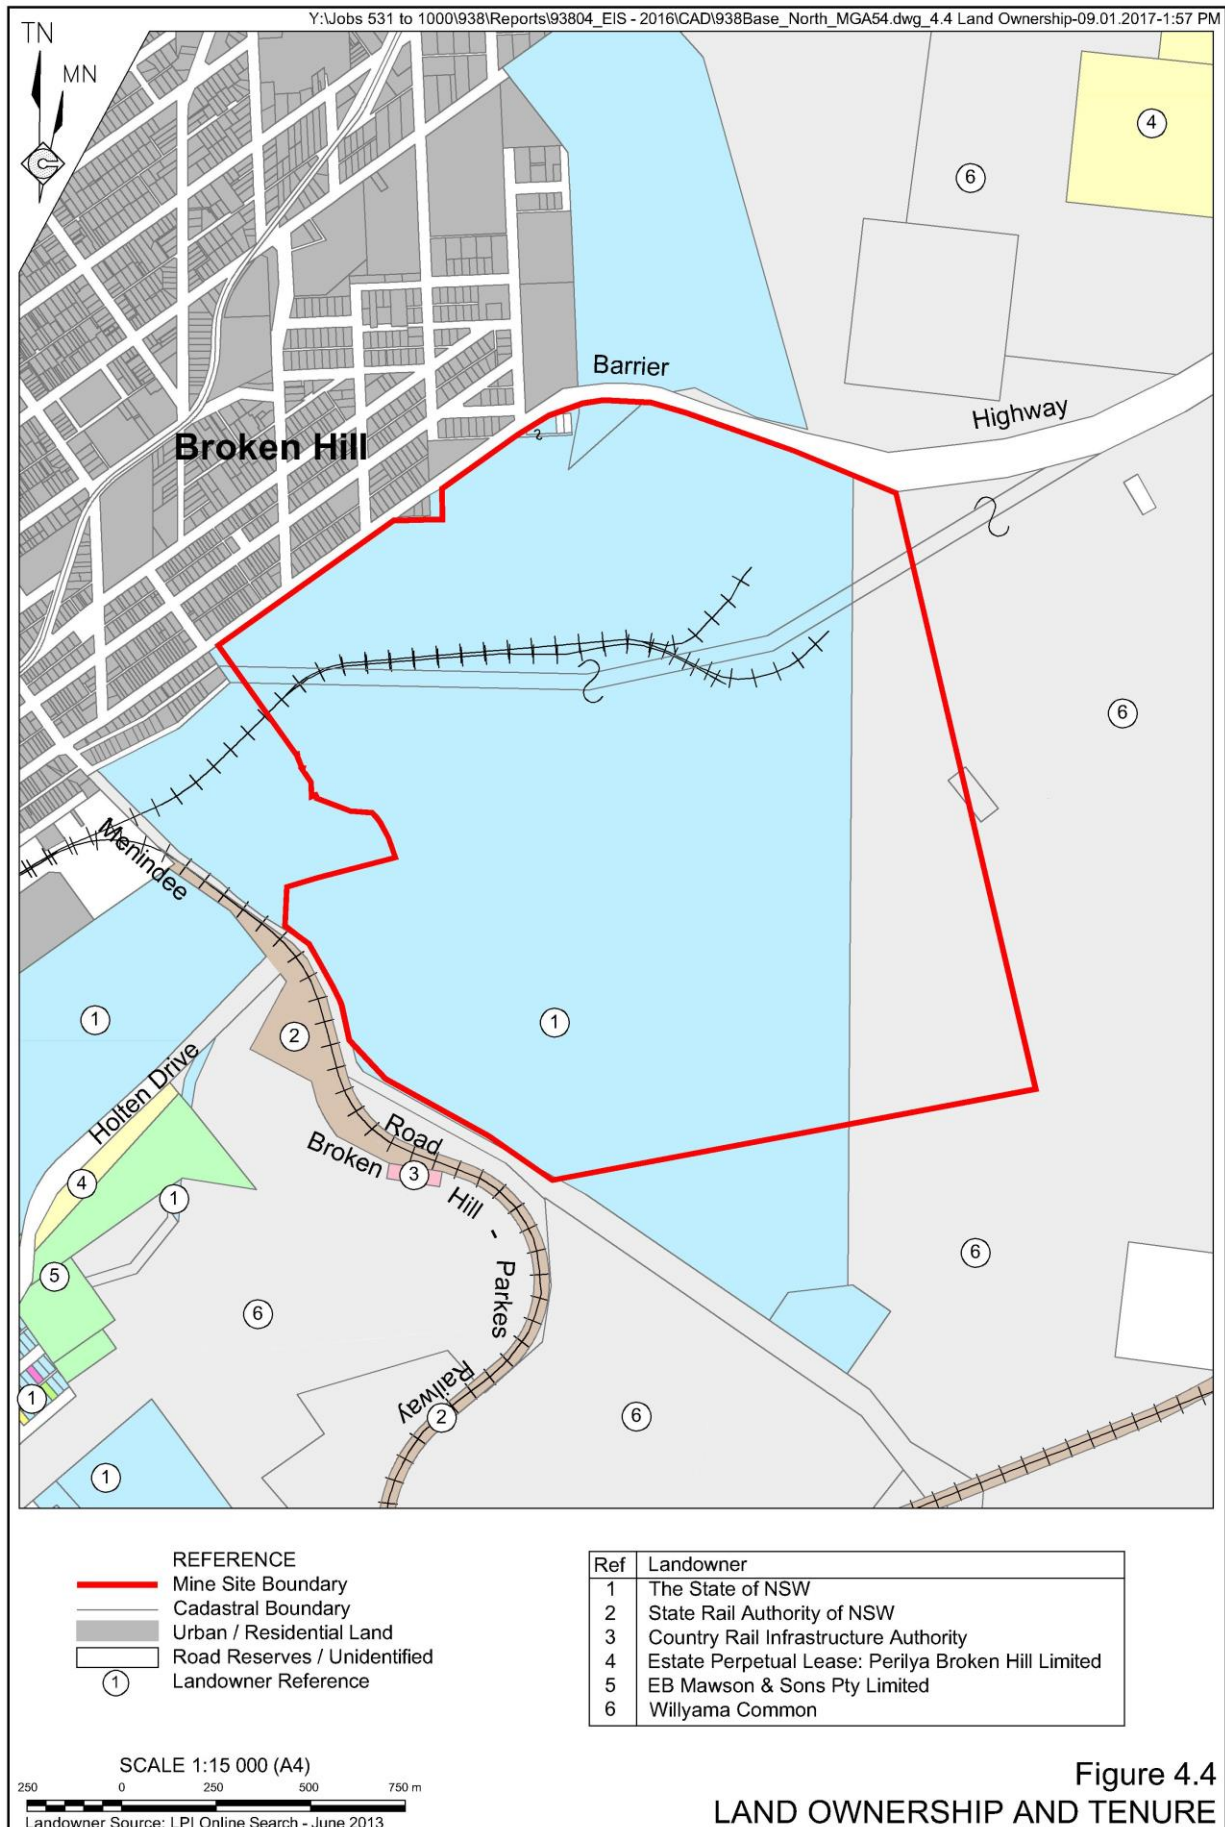 Y:\Jobs 531 to 1000\938\Reports\93804_EIS - 2016\CAD\938Base_North_MGA54.dwg_4.4 Land Ownership-09.01.2017-1:57 PM
TN
MN
4
6
Barrier
Highway
Broken Hill
6
Menindee
1
1
2
Holten Drive
Road
Broken
3
4
1
Hill
-
Parkes
6
5
6
Railway
1
2
6
1
REFERENCE
Mine Site Boundary
Cadastral Boundary
Urban / Residential Land
Road Reserves / Unidentified
1 Landowner Reference
Ref Landowner
1 The State of NSW
2 State Rail Authority of NSW
3 Country Rail Infrastructure Authority
4 Estate Perpetual Lease: Perilya Broken Hill Limited
5 EB Mawson & Sons Pty Limited
6 Willyama Common
SCALE 1:15 000 (A4)
250 0 250 500 750 m
Landowner Source: LPI Online Search - June 2013
Figure 4.4
LAND OWNERSHIP AND TENURE